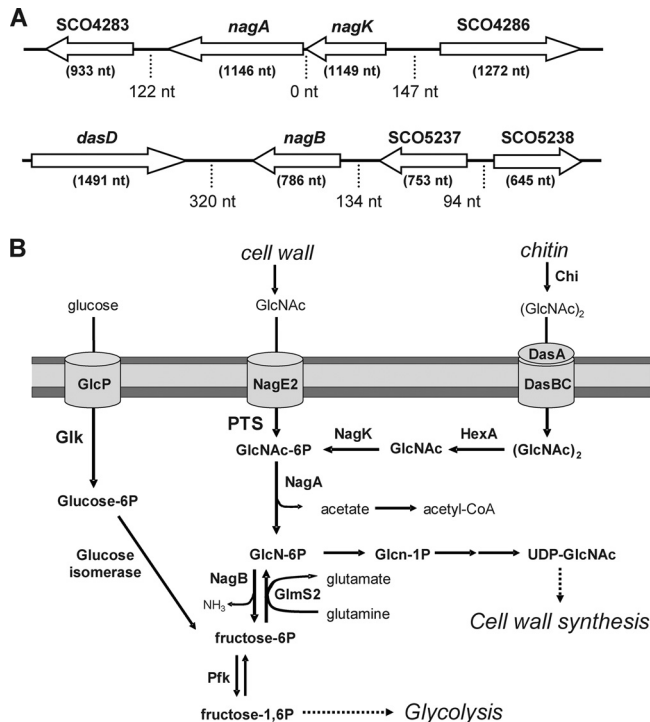 A
SCO4283 nagA nagK SCO4286
(933 nt) (1146 nt) (1149 nt) (1272 nt)
122 nt 0 nt 147 nt
dasD nagB SCO5237 SCO5238
(1491 nt) (786 nt) (753 nt) (645 nt)
320 nt 134 nt 94 nt
B
cell wall chitin
Chi
glucose GlcNAc (GlcNAc)2
DasA
GlcP NagE2 DasBC
PTS
Glk NagK HexA
GlcNAc-6P GlcNAc (GlcNAc)2
NagA
Glucose-6P acetate acetyl-CoA
GlcN-6P Glcn-1P UDP-GlcNAc
Glucose
isomerase
NagB glutamate
NH3 GlmS2
glutamine
Cell wall synthesis
fructose-6P
Pfk
fructose-1,6P Glycolysis